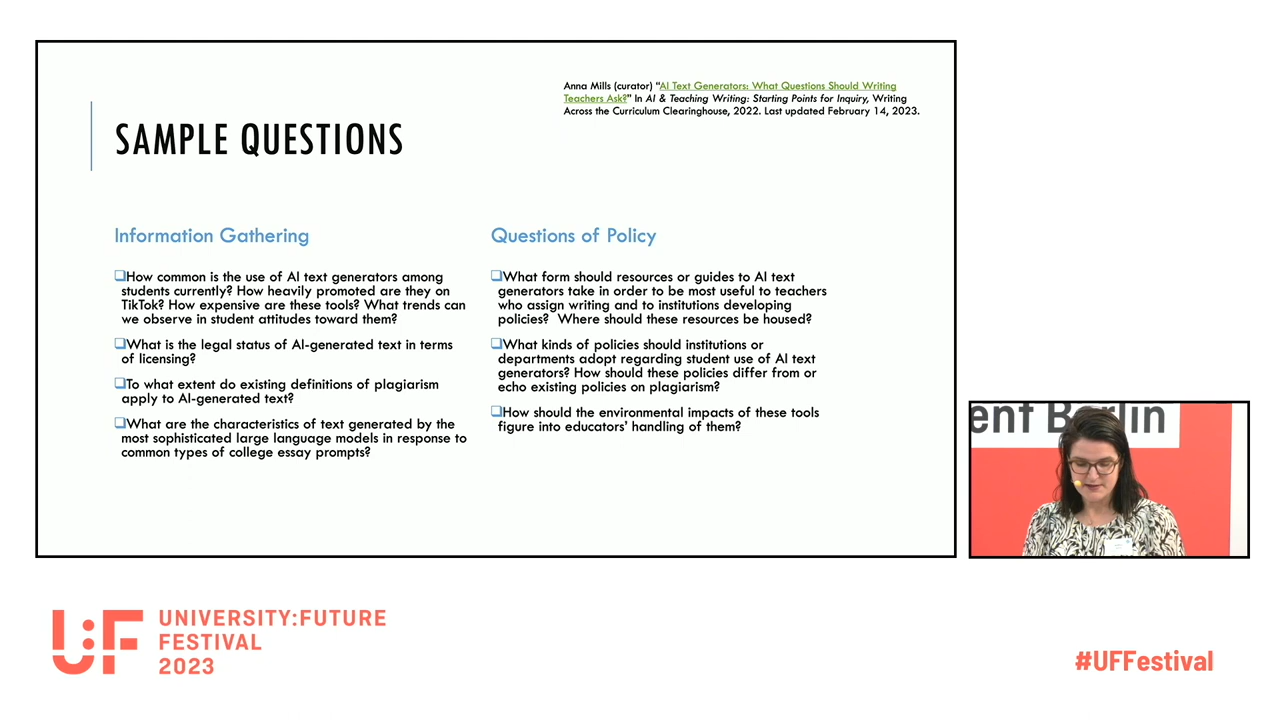 Anna Mills (curator) "AI Text Generators: What Questions Should Writing
Teachers Ask?" In AI & Teaching Writing: Starting Points for Inquiry, Writing
Across the Curriculum Clearinghouse, 2022. Last updated February 14, 2023.
SAMPLE QUESTIONS
Information Gathering
❑How common is the use of AI text generators among
students currently? How heavily promoted are they on
TikTok? How expensive are these tools? What trends can
we observe in student attitudes toward them?
❑What is the legal status of AI-generated text in terms
of licensing?
❑To what extent do existing definitions of plagiarism
apply to AI-generated text?
❑What are the characteristics of text generated by the
most sophisticated large language models in response to
common types of college essay prompts?
Questions of Policy
❑What form should resources or guides to AI text
generators take in order to be most useful to teachers
who assign writing and to institutions developing
policies? Where should these resources be housed?
❑What kinds of policies should institutions or
departments adopt regarding student use of AI text
generators? How should these policies differ from or
echo existing policies on plagiarism?
❑How should the environmental impacts of these tools
figure into educators' handling of them?
ent Berlin
U:F
UNIVERSITY:FUTURE
FESTIVAL
2023
#UFFestival